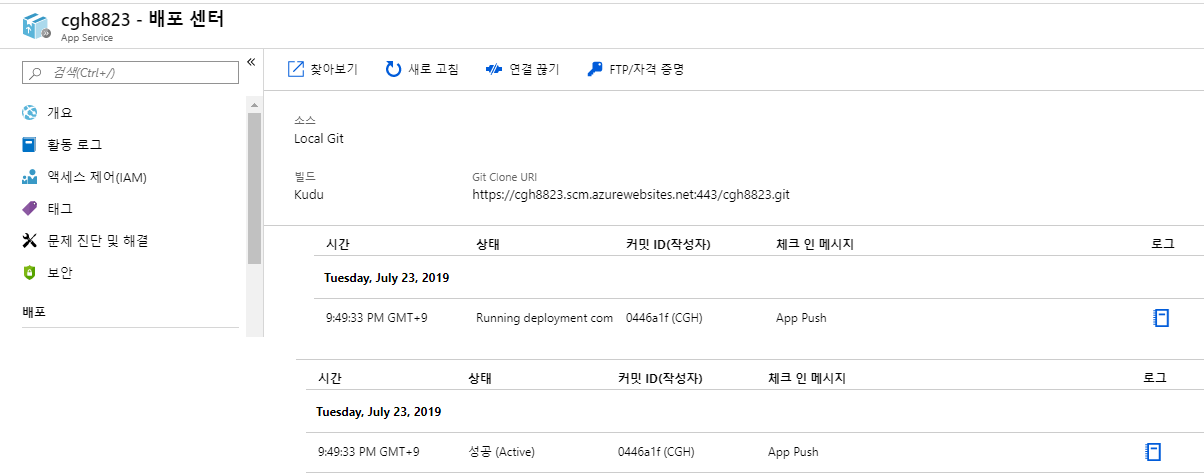 cgh8823 - 배포 센터
App Service
검색(Ctrl+/)
개요
활동 로그
액세스 제어(IAM)
태그
문제 진단 및 해결
보안
배포
찾아보기 새로 고침 연결 끊기 FTP/자격 증명
소스
Local Git
빌드 Git Clone URI
Kudu https://cgh8823.scm.azurewebsites.net:443/cgh8823.git
시간 상태 커밋 ID(작성자) 체크 인 메시지 로그
Tuesday, July 23, 2019
9:49:33 PM GMT+9 Running deployment com 0446a1f (CGH) App Push
시간 상태 커밋 ID(작성자) 체크 인 메시지 로그
Tuesday, July 23, 2019
9:49:33 PM GMT+9 성공 (Active) 0446a1f (CGH) App Push